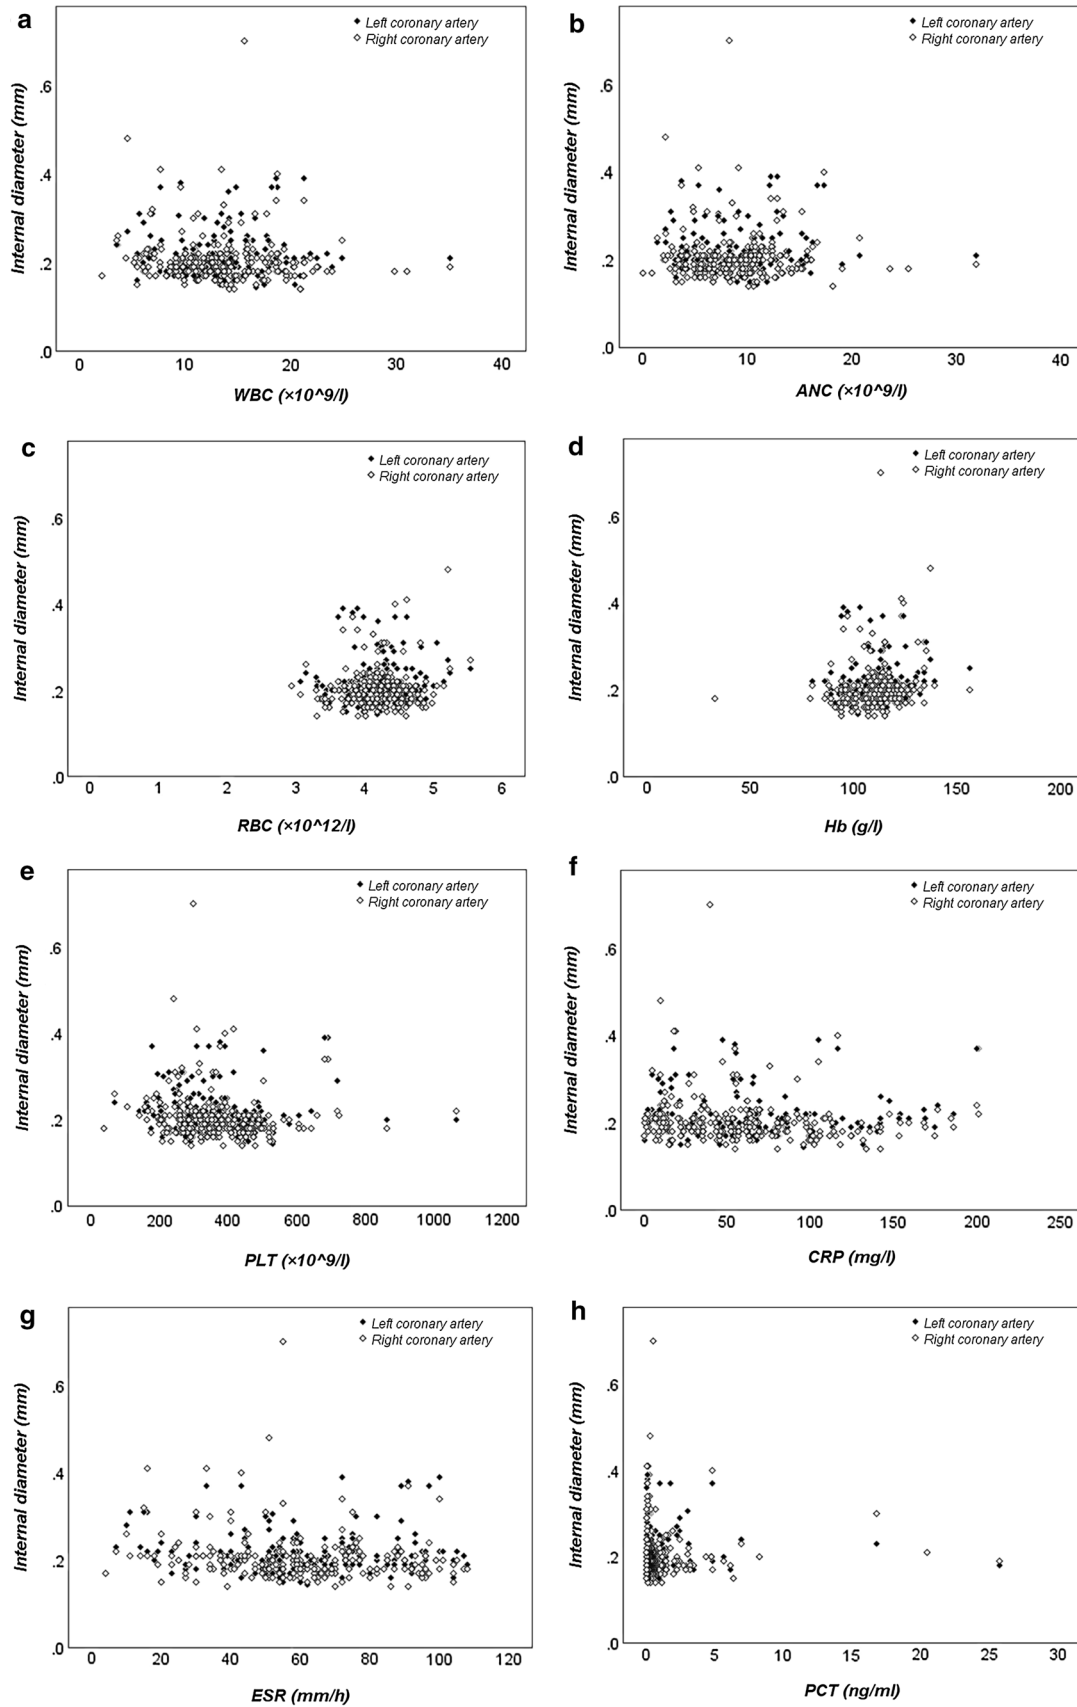 a
Left coronary artery
Right coronary artery
Internal diameter (mm)
.6
.4
.2
.0
0 10 20 30 40
WBC (×10^9/l)
b
Left coronary artery
Right coronary artery
Internal diameter (mm)
.6
.4
.2
.0
0 10 20 30 40
ANC (×10^9/l)
c
Left coronary artery
Right coronary artery
Internal diameter (mm)
.6
.4
.2
.0
0 1 2 3 4 5 6
RBC (×10^12/l)
d
Left coronary artery
Right coronary artery
Internal diameter (mm)
.6
.4
.2
.0
0 50 100 150 200
Hb (g/l)
e
Left coronary artery
Right coronary artery
Internal diameter (mm)
.6
.4
.2
.0
0 200 400 600 800 1000 1200
PLT (×10^9/l)
f
Left coronary artery
Right coronary artery
Internal diameter (mm)
.6
.4
.2
.0
0 50 100 150 200 250
CRP (mg/l)
g
Left coronary artery
Right coronary artery
Internal diameter (mm)
.6
.4
.2
.0
0 20 40 60 80 100 120
ESR (mm/h)
h
Left coronary artery
Right coronary artery
Internal diameter (mm)
.6
.4
.2
.0
0 5 10 15 20 25 30
PCT (ng/ml)